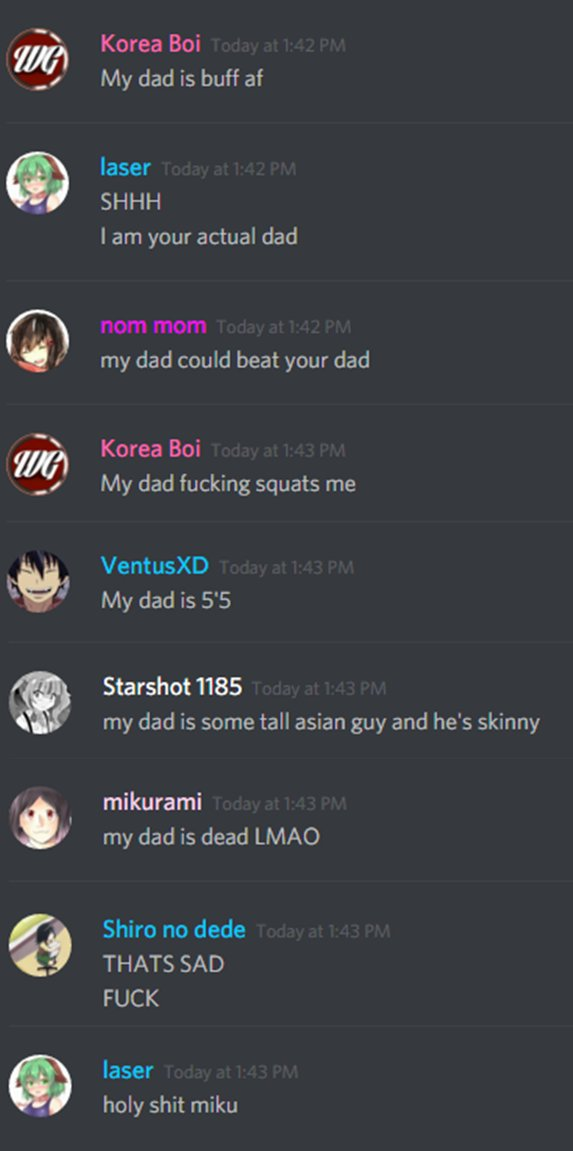 WG Korea Boi Today at 1:42 PM
My dad is buff af
laser Today at 1:42 PM
SHHH
I am your actual dad
nom mom Today at 1:42 PM
my dad could beat your dad
WG Korea Boi Today at 1:43 PM
My dad fucking squats me
VentusXD Today at 1:43 PM
My dad is 5'5
Starshot 1185 Today at 1:43 PM
my dad is some tall asian guy and he's skinny
mikurami Today at 1:43 PM
my dad is dead LMAO
Shiro no dede Today at 1:43 PM
THATS SAD
FUCK
laser Today at 1:43 PM
holy shit miku